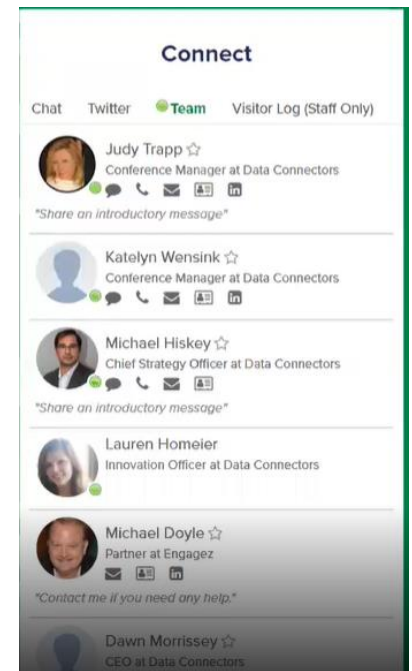 Connect
Chat Twitter Team Visitor Log (Staff Only)
Judy Trapp
Conference Manager at Data Connectors
"Share an introductory message"
Katelyn Wensink
Conference Manager at Data Connectors
Michael Hiskey
Chief Strategy Officer at Data Connectors
"Share an introductory message"
Lauren Homeier
Innovation Officer at Data Connectors
Michael Doyle
Partner at Engagez
"Contact me if you need any help."
Dawn Morrissey
CEO at Data Connectors